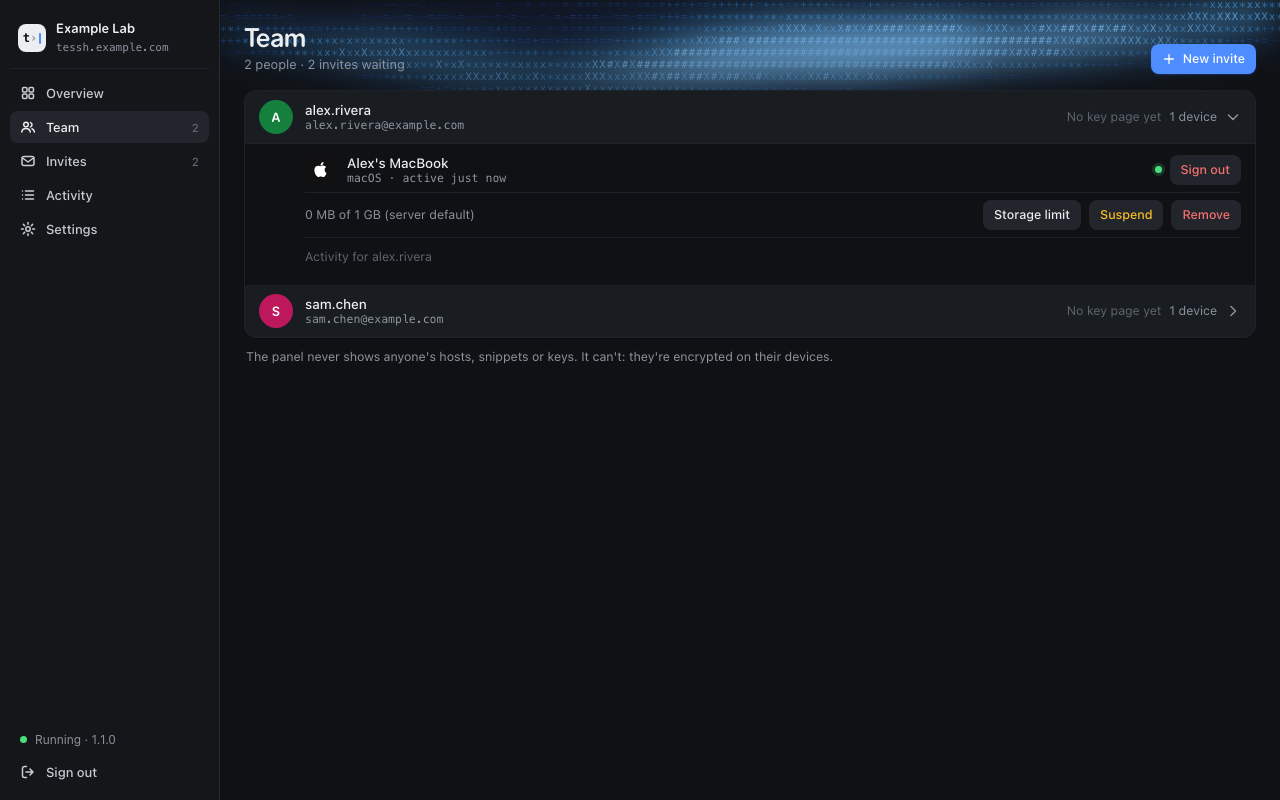 t›|
Example Lab
tessh.example.com
Overview
Team 2
Invites 2
Activity
Settings
Running · 1.1.0
Sign out
Team
2 people · 2 invites waiting
New invite
A
alex.rivera
alex.rivera@example.com
No key page yet 1 device
Alex's MacBook
macOS · active just now
Sign out
0 MB of 1 GB (server default)
Storage limit
Suspend
Remove
Activity for alex.rivera
S
sam.chen
sam.chen@example.com
No key page yet 1 device
The panel never shows anyone's hosts, snippets or keys. It can't: they're encrypted on their devices.